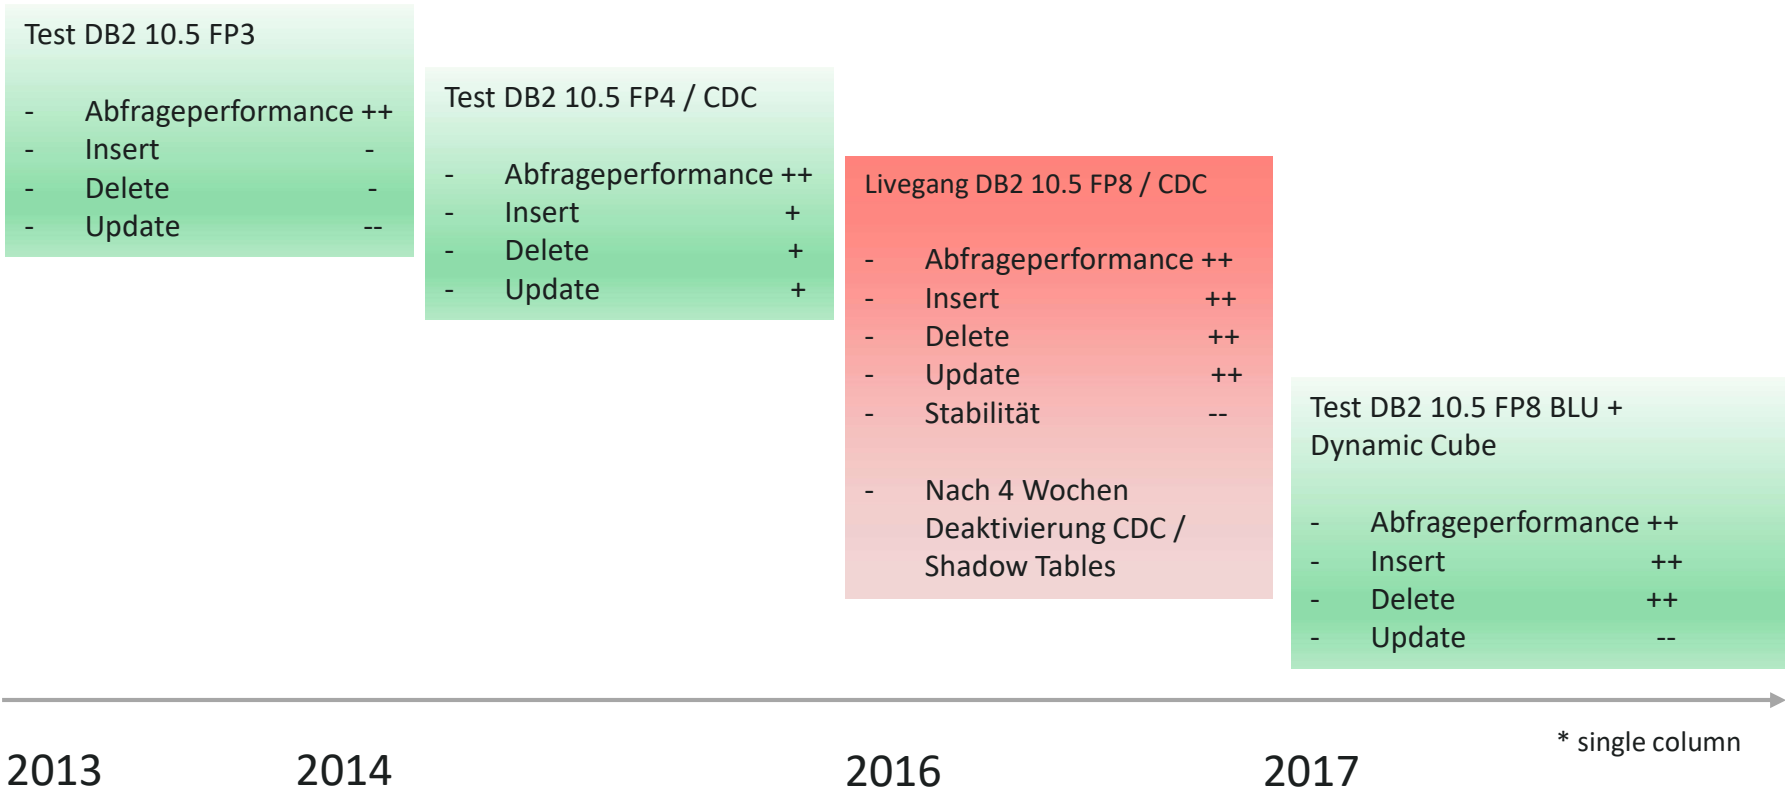 Test DB2 10.5 FP3
- Abfrageperformance ++
- Insert -
- Delete -
- Update --
Test DB2 10.5 FP4 / CDC
- Abfrageperformance ++
- Insert +
- Delete +
- Update +
Livegang DB2 10.5 FP8 / CDC
- Abfrageperformance ++
- Insert ++
- Delete ++
- Update ++
- Stabilität --
- Nach 4 Wochen
Deaktivierung CDC /
Shadow Tables
Test DB2 10.5 FP8 BLU +
Dynamic Cube
- Abfrageperformance ++
- Insert ++
- Delete ++
- Update --
* single column
2013 2014 2016 2017